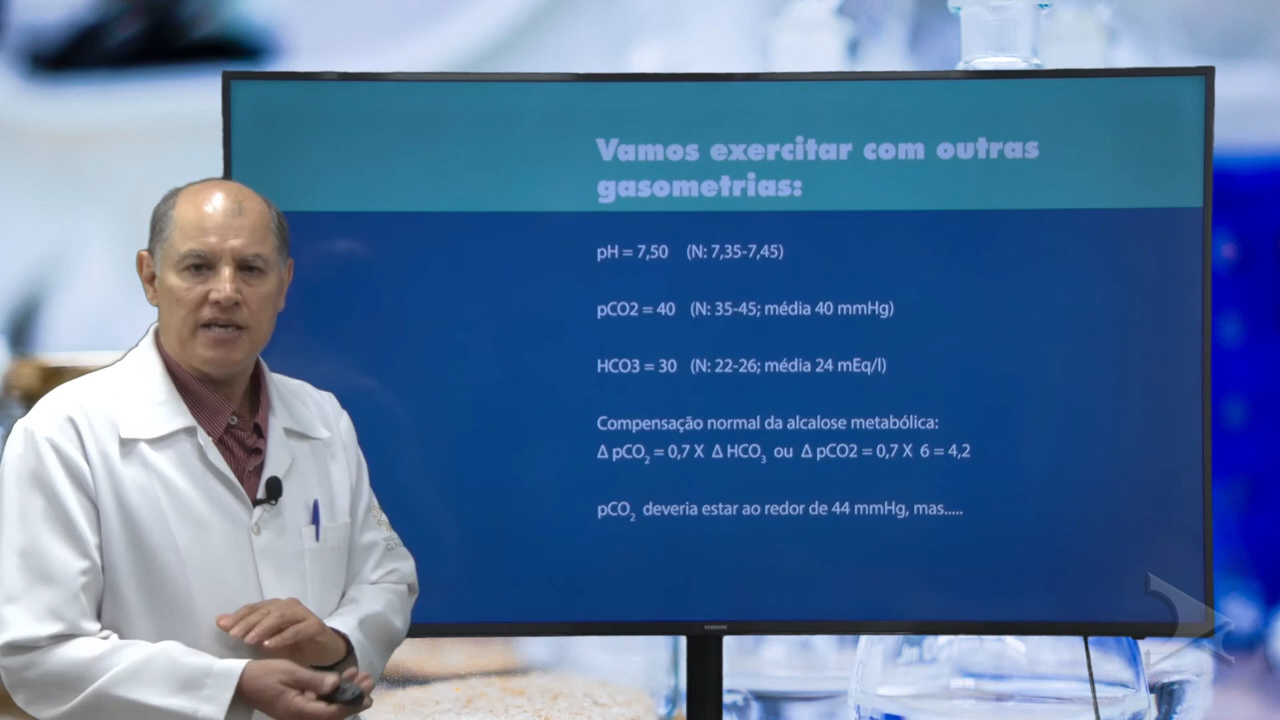 Vamos exercitar com outras
gasometrias:
pH = 7,50 (N: 7,35-7,45)
pCO2 = 40 (N: 35-45; média 40 mmHg)
HCO3 = 30 (N: 22-26; média 24 mEq/l)
Compensação normal da alcalose metabólica:
Δ pCO₂ = 0,7 X Δ HCO₃ ou Δ pCO2 = 0,7 X 6 = 4,2
pCO₂ deveria estar ao redor de 44 mmHg, mas.....
SAMSUNG